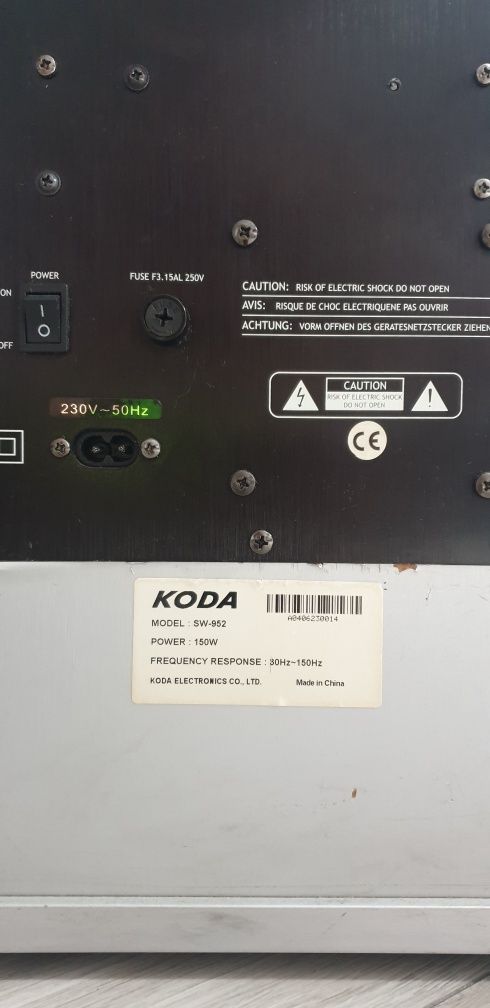 POWER
ON
I
O
OFF
FUSE F3.15AL 250V
CAUTION: RISK OF ELECTRIC SHOCK DO NOT OPEN
AVIS: RISQUE DE CHOC ELECTRIQUENE PAS OUVRIR
ACHTUNG: VORM OFFNEN DES GERATESNETZSTECKER ZIEHEN
CAUTION
RISK OF ELECTRIC SHOCK
DO NOT OPEN
230V~50Hz
CE
KODA
A0406230014
MODEL : SW-952
POWER : 150W
FREQUENCY RESPONSE : 30Hz~150Hz
KODA ELECTRONICS CO., LTD. Made in China